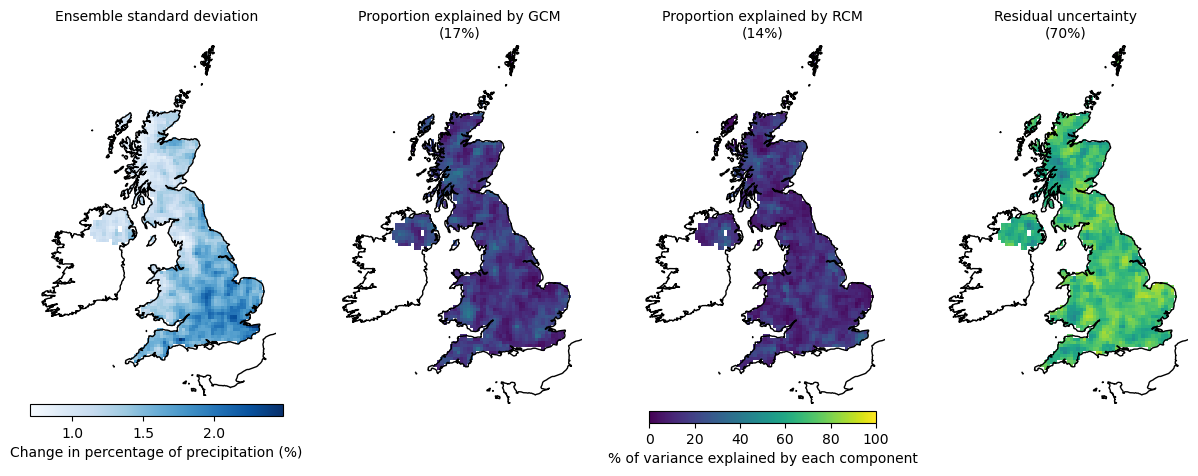 Ensemble standard deviation
Proportion explained by GCM
(17%)
Proportion explained by RCM
(14%)
Residual uncertainty
(70%)
1.0 1.5 2.0
Change in percentage of precipitation (%)
0 20 40 60 80 100
% of variance explained by each component